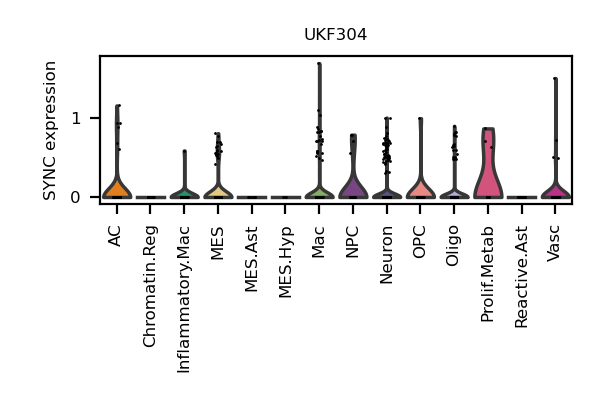 UKF304
SYNC expression
1
0
AC
Chromatin.Reg
Inflammatory.Mac
MES
MES.Ast
MES.Hyp
Mac
NPC
Neuron
OPC
Oligo
Prolif.Metab
Reactive.Ast
Vasc